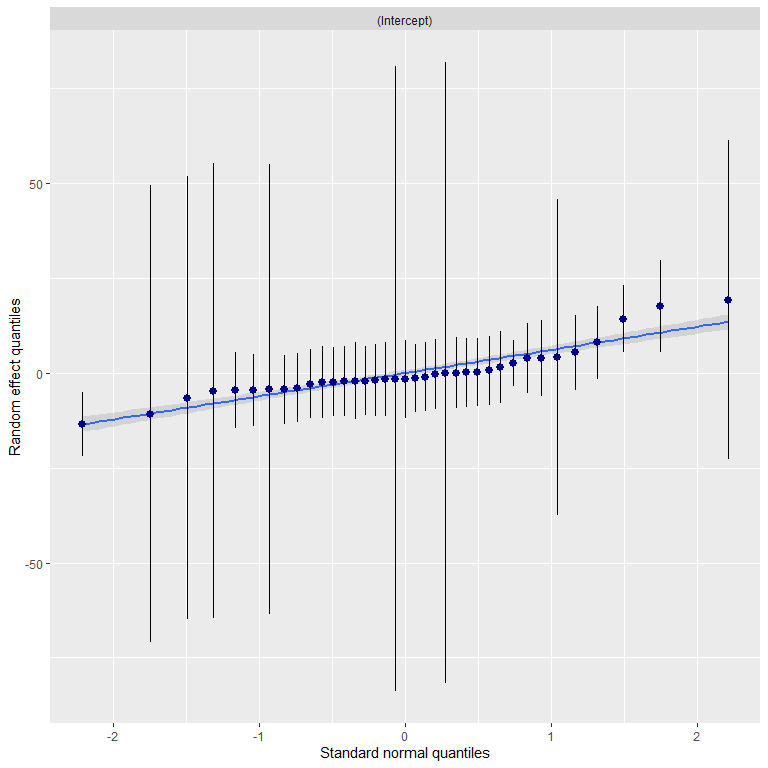 (Intercept)
Random effect quantiles
50
0
-50
-2
-1
0
1
2
Standard normal quantiles